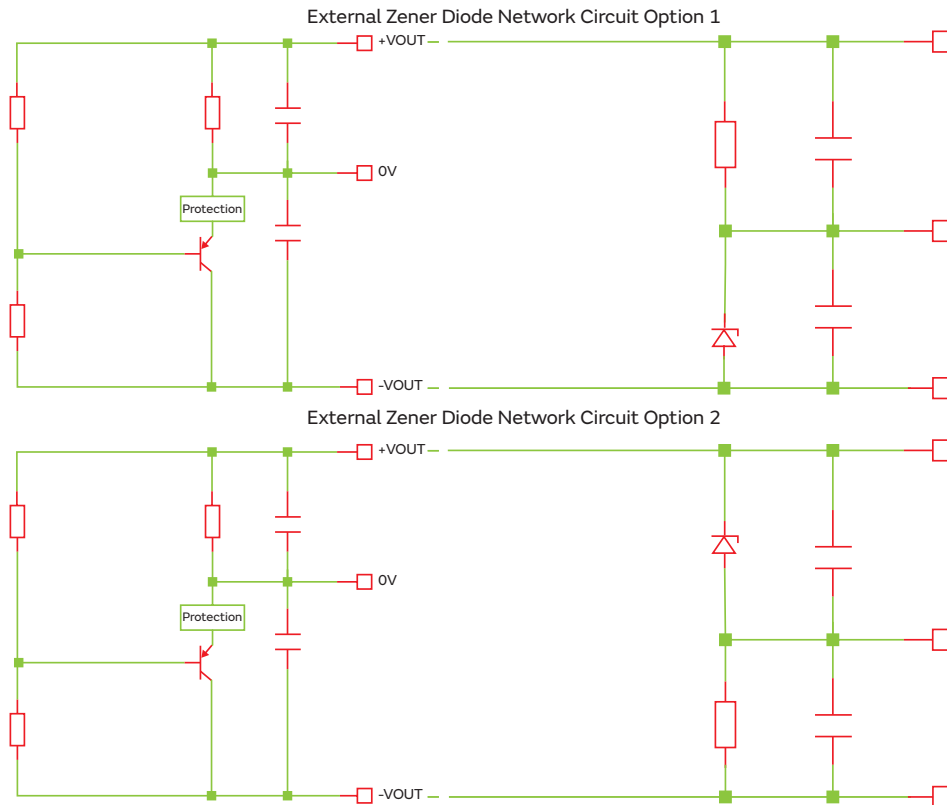 External Zener Diode Network Circuit Option 1
+VOUT
0V
Protection
-VOUT
External Zener Diode Network Circuit Option 2
+VOUT
0V
Protection
-VOUT